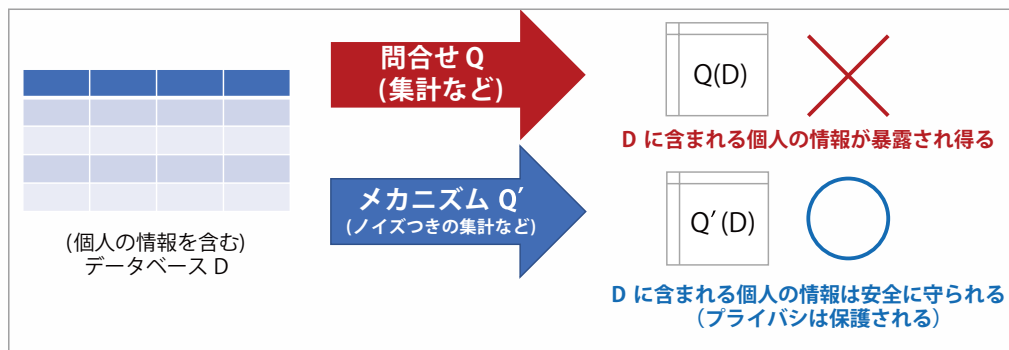 (個人の情報を含む)
データベース D
問合せ Q
(集計など)
メカニズム Q′
(ノイズつきの集計など)
Q(D)
D に含まれる個人の情報が暴露され得る
Q′(D)
D に含まれる個人の情報は安全に守られる
（プライバシは保護される）